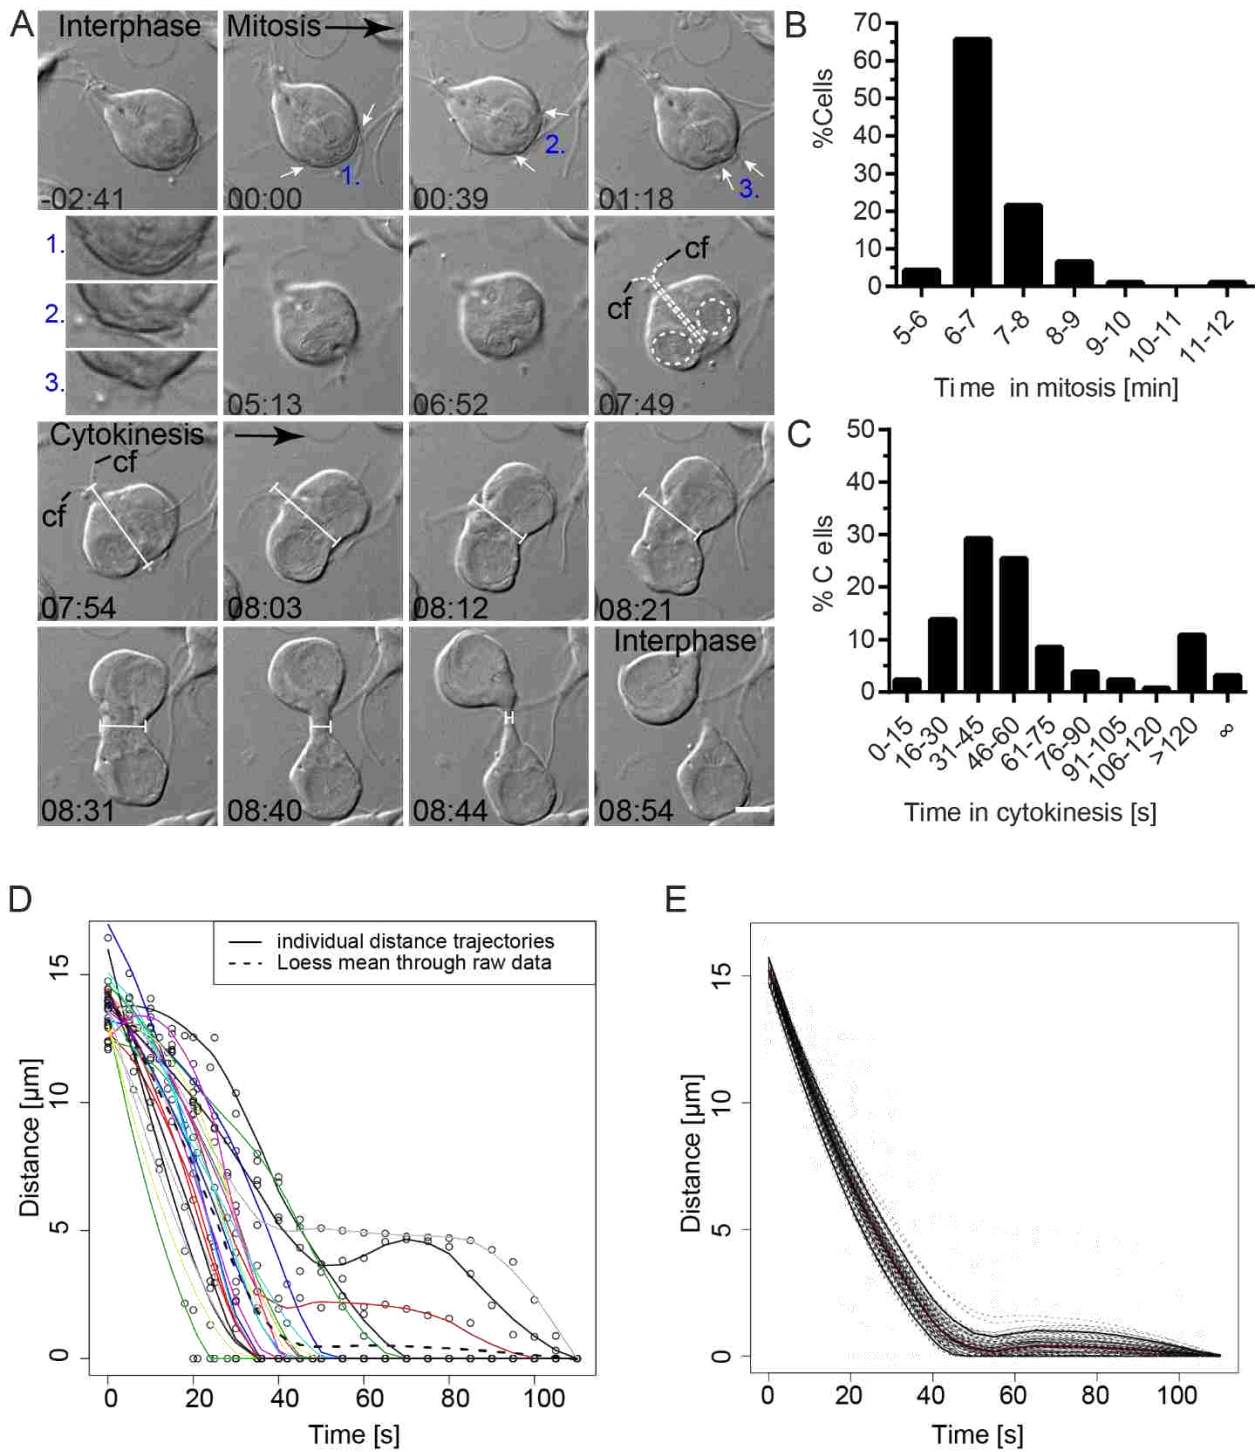 A
Interphase
Mitosis
1.
2.
3.
-02:41
00:00
00:39
01:18
1.
2.
3.
cf
cf
05:13
06:52
07:49
Cytokinesis
cf
cf
07:54
08:03
08:12
08:21
Interphase
08:31
08:40
08:44
08:54
B
%Cells
70
60
50
40
30
20
10
0
5-6
6-7
7-8
8-9
9-10
10-11
11-12
Time in mitosis [min]
C
% C ells
50
40
30
20
10
0
0-15
16-30
31-45
46-60
61-75
76-90
91-105
106-120
>120
∞
Time in cytokinesis [s]
D
individual distance trajectories
Loess mean through raw data
Distance [µm]
15
10
5
0
0 20 40 60 80 100
Time [s]
E
Distance [µm]
15
10
5
0
0 20 40 60 80 100
Time [s]